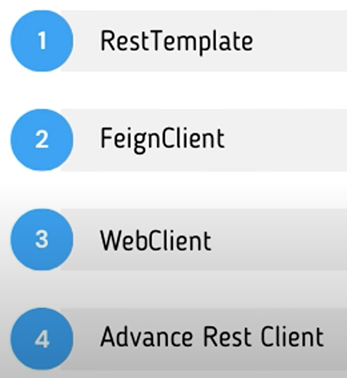 1 RestTemplate
2 FeignClient
3 WebClient
4 Advance Rest Client